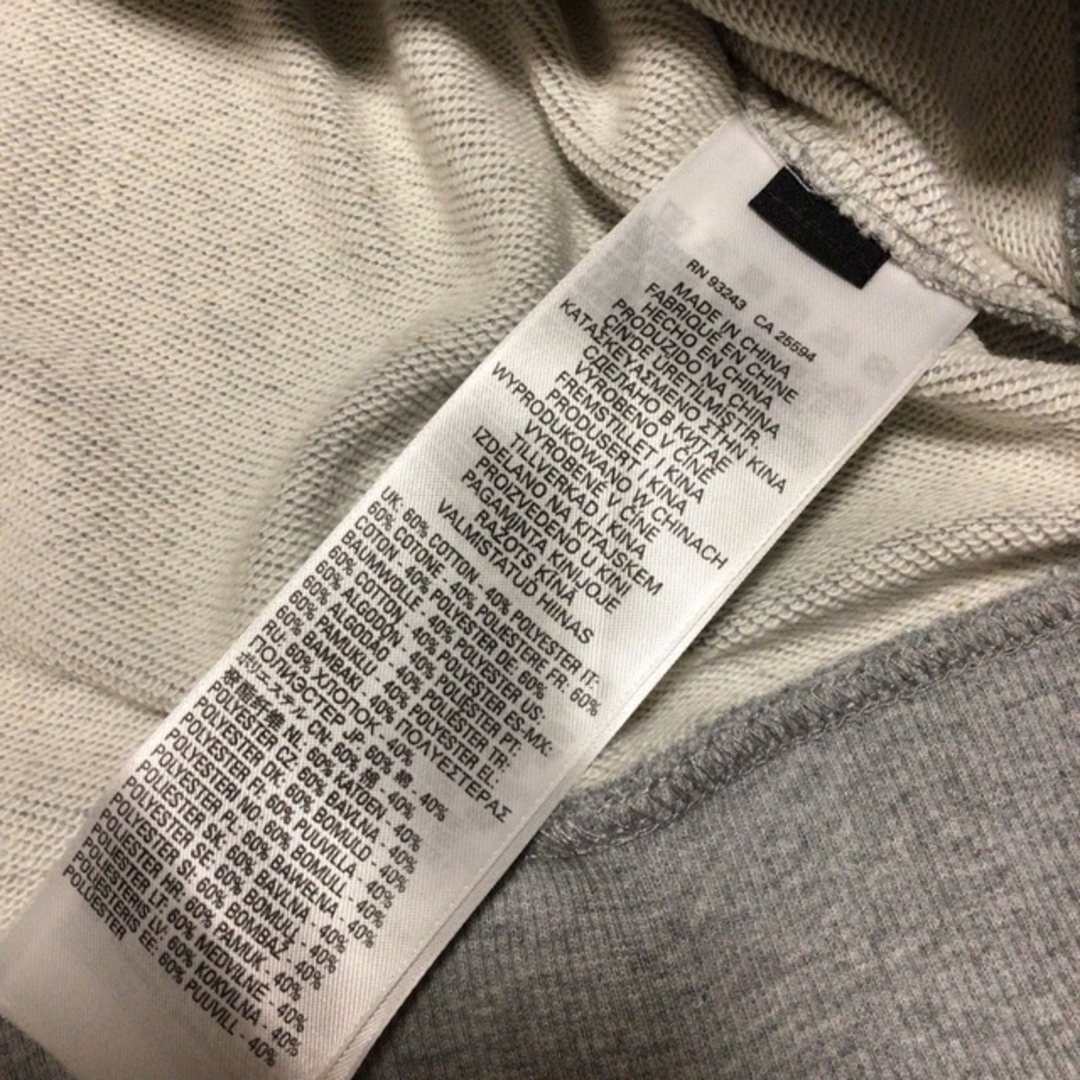 RN 93243 CA 25594
MADE IN CHINA
FABRIQUE EN CHINE
HECHO EN CHINA
PRODUZIDO NA CHINA
ÇIN'DE ÜRETILMIŞTIR.
ΚΑΤΑΣΚΕΥΑΣΜΕΝΟ ΣΤΗΝ ΚΙΝΑ
СДЕЛАНО В КИТАЕ
VYROBENO V ČÍNĚ
FREMSTILLET I KINA
PRODUSERT I KINA
WYPRODUKOWANO W CHINACH
VYROBENÉ V ČÍNE
TILLVERKAD I KINA
IZDELANO NA KITAJSKEM
PROIZVEDENO U KINI
PAGAMINTA KINIJOJE
RAŽOTS ĶĪNĀ
VALMISTATUD HIINAS
UK: 60% COTTON - 40% POLYESTER IT:
60% COTONE - 40% POLIESTERE FR: 60%
COTON - 40% POLYESTER DE: 60%
BAUMWOLLE - 40% POLYESTER US:
60% COTTON - 40% POLYESTER ES-MX:
60% ALGODÓN - 40% POLIÉSTER PT:
60% ALGODÃO - 40% POLIÉSTER TR:
60% PAMUKLU - 40% POLYESTER EL:
60% ΒΑΜΒΑΚΙ - 40% ΠΟΛΥΕΣΤΕΡΑΣ
RU: 60% ХЛОПОК - 40%
ПОЛИЭСТЕР JP: 60% 綿 - 40%
ポリエステル CN: 60% 棉 - 40%
聚酯纤维 NL: 60% KATOEN - 40%
POLYESTER CZ: 60% BAVLNA - 40%
POLYESTER DK: 60% BOMULD - 40%
POLYESTER FI: 60% PUUVILLA - 40%
POLYESTERI NO: 60% BOMULL - 40%
POLYESTER PL: 60% BAWEŁNA - 40%
POLIESTER SK: 60% BAVLNA - 40%
POLYESTER SE: 60% BOMULL - 40%
POLYESTER SI: 60% BOMBAŽ - 40%
POLIESTER HR: 60% PAMUK - 40%
POLIESTER LT: 60% MEDVILNĖ - 40%
POLIESTERIS LV: 60% KOKVILNA - 40%
POLUESTERIS EE: 60% PUUVILL - 40%
POLÜESTER